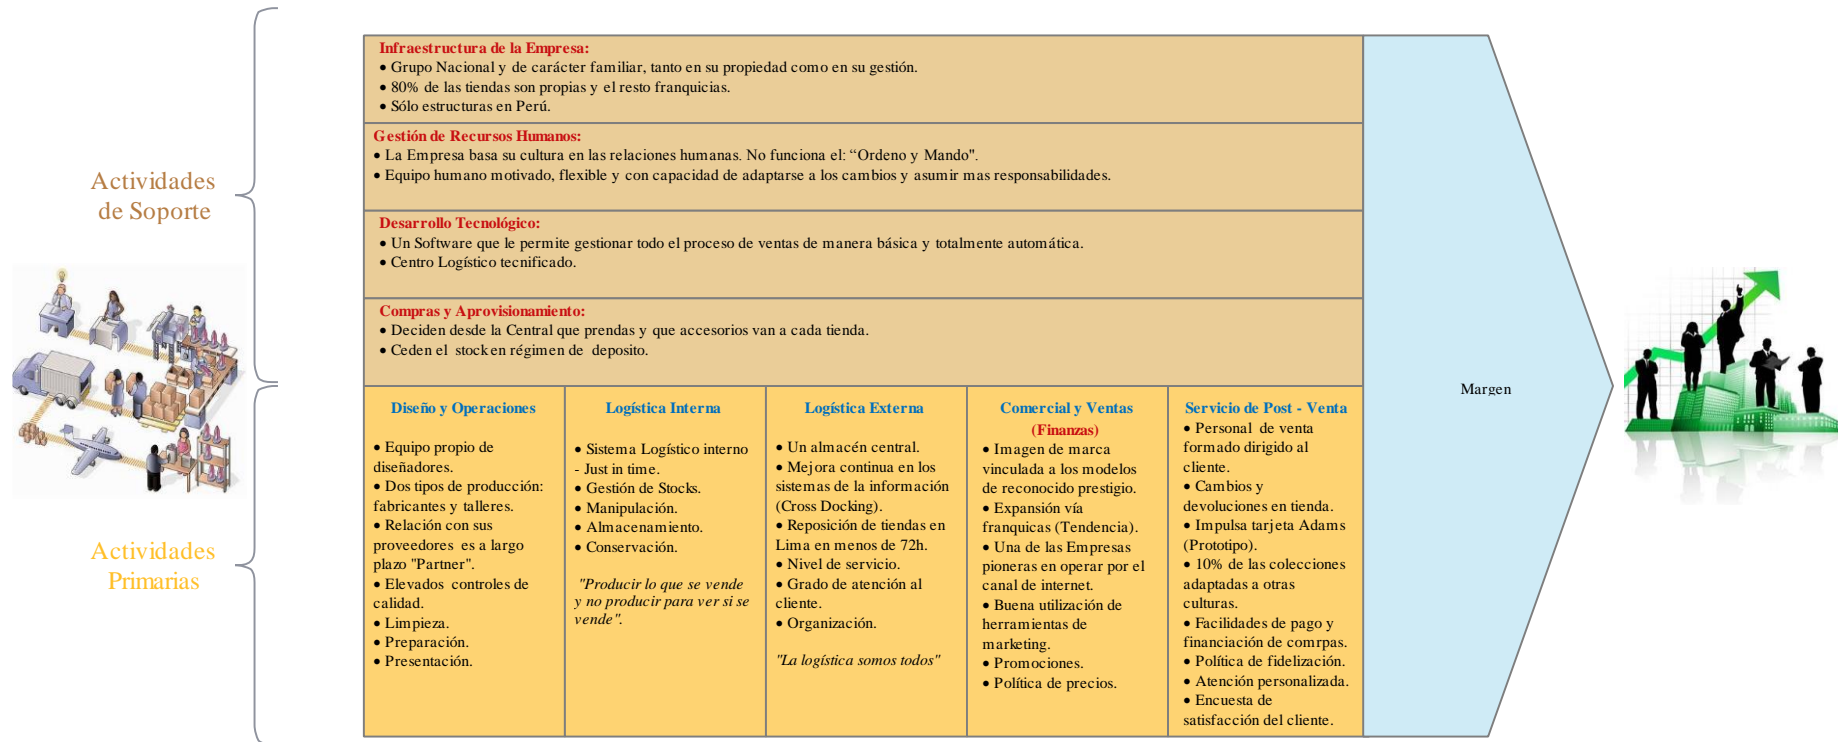 Actividades
de Soporte
Actividades
Primarias
Infraestructura de la Empresa:
• Grupo Nacional y de carácter familiar, tanto en su propiedad como en su gestión.
• 80% de las tiendas son propias y el resto franquicias.
• Sólo estructuras en Perú.
Gestión de Recursos Humanos:
• La Empresa basa su cultura en las relaciones humanas. No funciona el: “Ordeno y Mando".
• Equipo humano motivado, flexible y con capacidad de adaptarse a los cambios y asumir mas responsabilidades.
Desarrollo Tecnológico:
• Un Software que le permite gestionar todo el proceso de ventas de manera básica y totalmente automática.
• Centro Logístico tecnificado.
Compras y Aprovisionamiento:
• Deciden desde la Central que prendas y que accesorios van a cada tienda.
• Ceden el stock en régimen de deposito.
Diseño y Operaciones
• Equipo propio de
diseñadores.
• Dos tipos de producción:
fabricantes y talleres.
• Relación con sus
proveedores es a largo
plazo "Partner".
• Elevados controles de
calidad.
• Limpieza.
• Preparación.
• Presentación.
Logística Interna
• Sistema Logístico interno
- Just in time.
• Gestión de Stocks.
• Manipulación.
• Almacenamiento.
• Conservación.
"Producir lo que se vende
y no producir para ver si se
vende".
Logística Externa
• Un almacén central.
• Mejora continua en los
sistemas de la información
(Cross Docking).
• Reposición de tiendas en
Lima en menos de 72h.
• Nivel de servicio.
• Grado de atención al
cliente.
• Organización.
"La logística somos todos"
Comercial y Ventas
(Finanzas)
• Imagen de marca
vinculada a los modelos
de reconocido prestigio.
• Expansión vía
franquicas (Tendencia).
• Una de las Empresas
pioneras en operar por el
canal de internet.
• Buena utilización de
herramientas de
marketing.
• Promociones.
• Política de precios.
Servicio de Post - Venta
• Personal de venta
formado dirigido al
cliente.
• Cambios y
devoluciones en tienda.
• Impulsa tarjeta Adams
(Prototipo).
• 10% de las colecciones
adaptadas a otras
culturas.
• Facilidades de pago y
financiación de comrpas.
• Política de fidelización.
• Atención personalizada.
• Encuesta de
satisfacción del cliente.
Margen